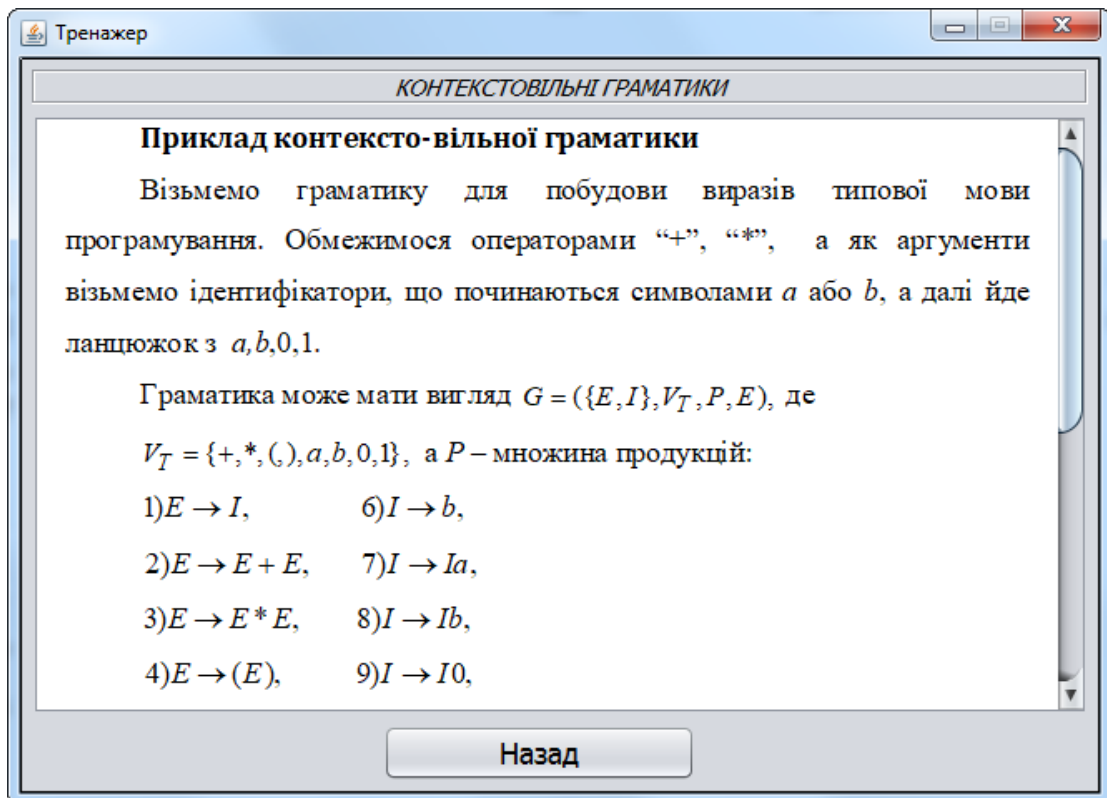 Тренажер
КОНТЕКСТОВІЛЬНІ ГРАМАТИКИ
Приклад контексто-вільної граматики
Візьмемо граматику для побудови виразів типової мови
програмування. Обмежимося операторами “+”, “*”, а як аргументи
візьмемо ідентифікатори, що починаються символами a або b, а далі йде
ланцюжок з a,b,0,1.
Граматика може мати вигляд G = ({E,I},V_T,P,E), де
V_T = {+,*,(,),a,b,0,1}, а P – множина продукцій:
1)E → I, 6)I → b,
2)E → E + E, 7)I → Ia,
3)E → E * E, 8)I → Ib,
4)E → (E), 9)I → I0,
Назад